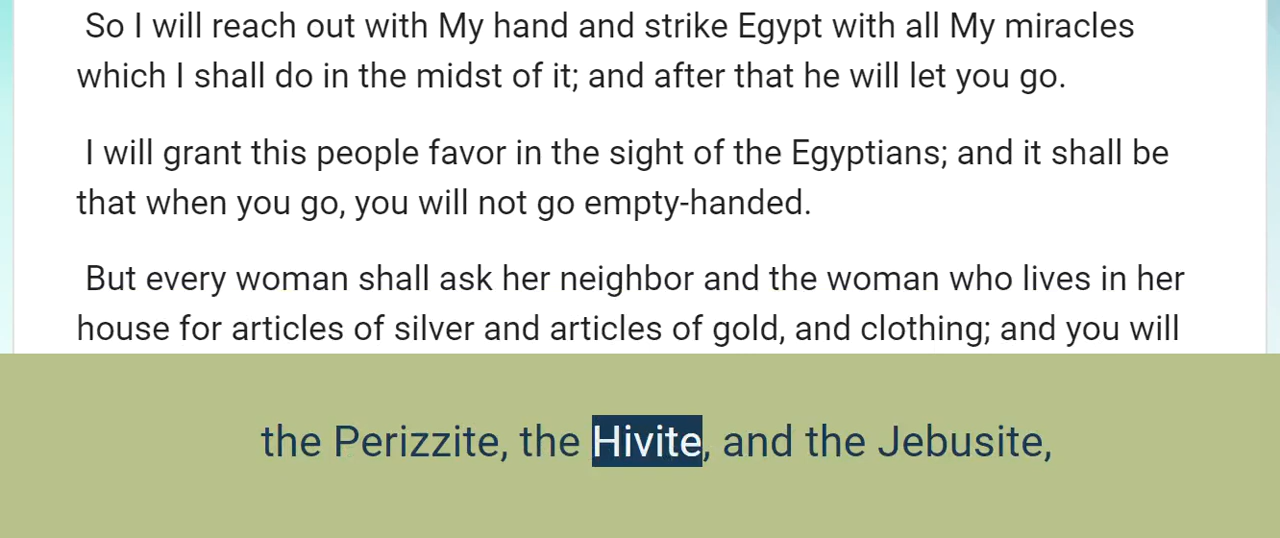 So I will reach out with My hand and strike Egypt with all My miracles
which I shall do in the midst of it; and after that he will let you go.
I will grant this people favor in the sight of the Egyptians; and it shall be
that when you go, you will not go empty-handed.
But every woman shall ask her neighbor and the woman who lives in her
house for articles of silver and articles of gold, and clothing; and you will
the Perizzite, the Hivite, and the Jebusite,